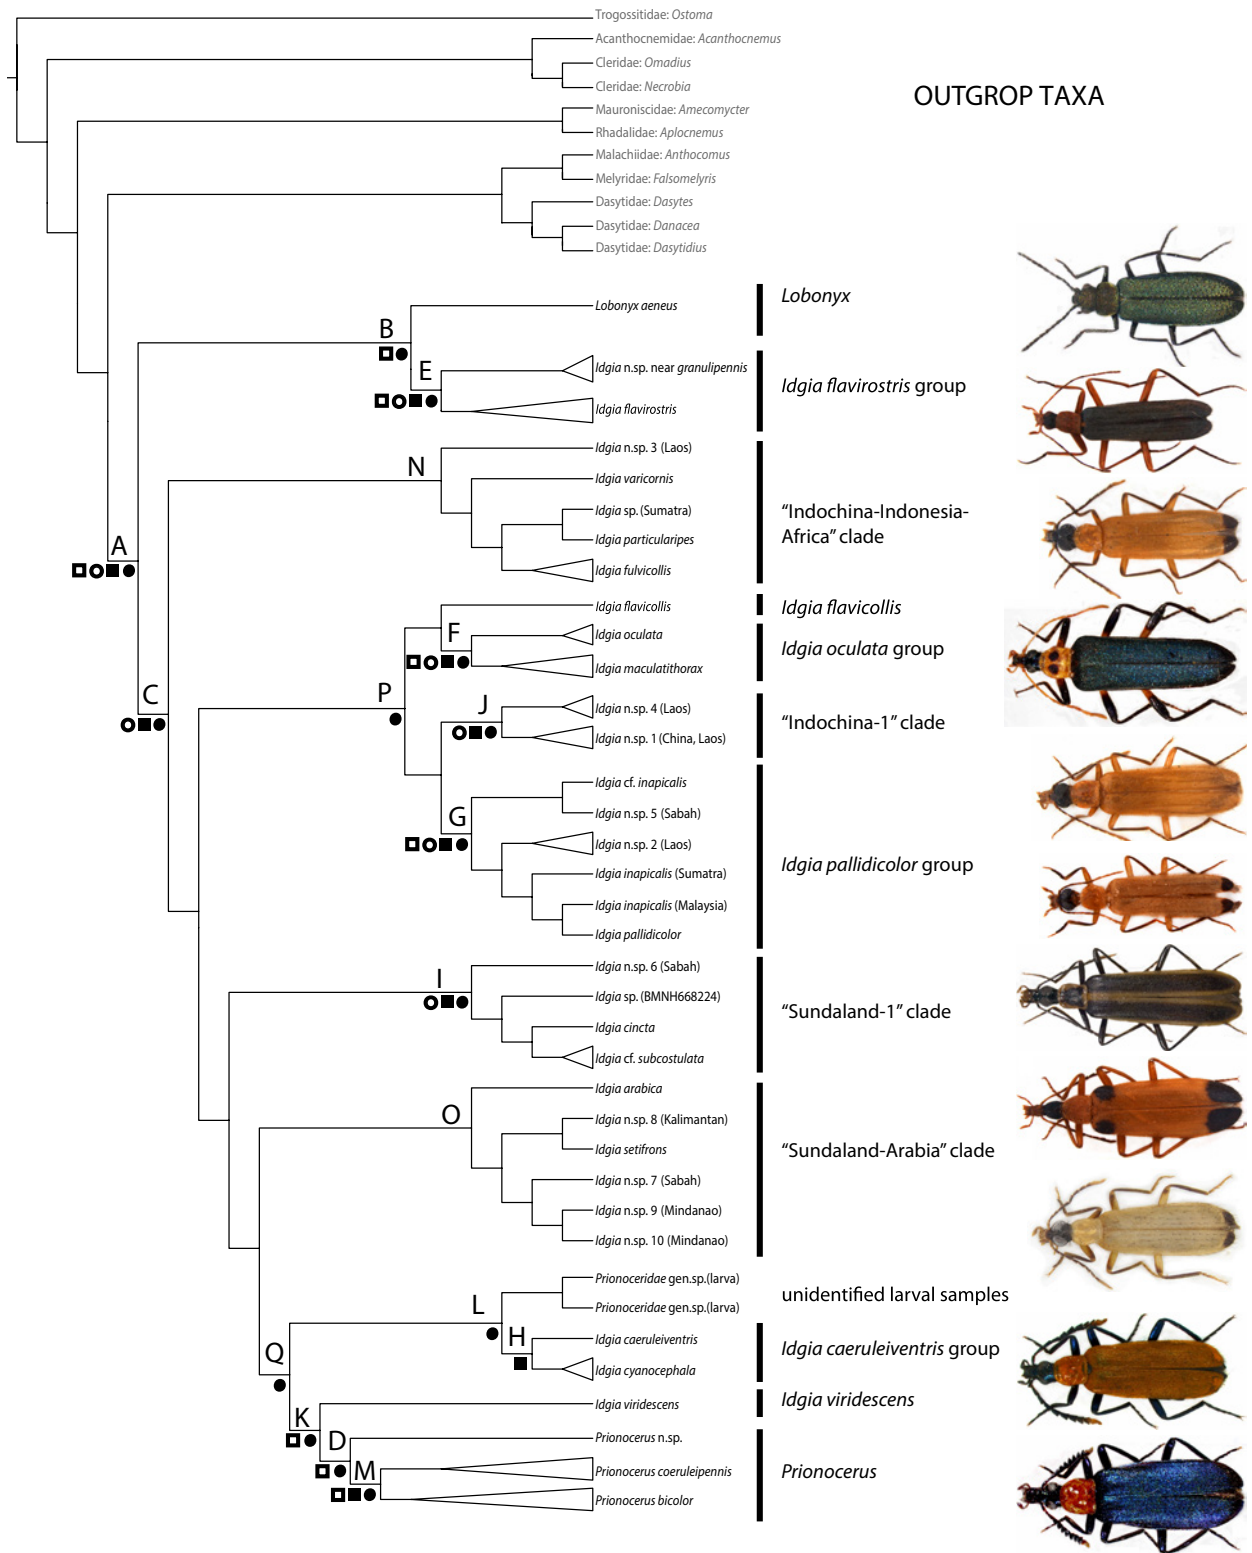 Trogossitidae: Ostoma
Acanthocnemidae: Acanthocnemus
Cleridae: Omadius
Cleridae: Necrobia
OUTGROP TAXA
Mauroniscidae: Amecomycter
Rhadalidae: Aplocnemus
Malachiidae: Anthocomus
Melyridae: Falsomelyris
Dasytidae: Dasytes
Dasytidae: Danacea
Dasytidae: Dasytidius
Lobonyx aeneus
Lobonyx
B
Idgia n.sp. near granulipennis
E
Idgia flavirostris group
Idgia flavirostris
Idgia n.sp. 3 (Laos)
N
Idgia varicornis
Idgia sp. (Sumatra)
"Indochina-Indonesia-
Africa" clade
Idgia particularipes
A
Idgia fulvicollis
Idgia flavicollis
Idgia flavicollis
F
Idgia oculata
Idgia oculata group
Idgia maculatithorax
C
P
J
Idgia n.sp. 4 (Laos)
"Indochina-1" clade
Idgia n.sp. 1 (China, Laos)
Idgia cf. inapicalis
G
Idgia n.sp. 5 (Sabah)
Idgia n.sp. 2 (Laos)
Idgia pallidicolor group
Idgia inapicalis (Sumatra)
Idgia inapicalis (Malaysia)
Idgia pallidicolor
I
Idgia n.sp. 6 (Sabah)
Idgia sp. (BMNH668224)
"Sundaland-1" clade
Idgia cincta
Idgia cf. subcostulata
Idgia arabica
O
Idgia n.sp. 8 (Kalimantan)
Idgia setifrons
"Sundaland-Arabia" clade
Idgia n.sp. 7 (Sabah)
Idgia n.sp. 9 (Mindanao)
Idgia n.sp. 10 (Mindanao)
Prionoceridae gen.sp.(larva)
unidentified larval samples
L
Prionoceridae gen.sp.(larva)
H
Idgia caeruleiventris
Idgia caeruleiventris group
Q
Idgia cyanocephala
Idgia viridescens
Idgia viridescens
K
D
Prionocerus n.sp.
M
Prionocerus coeruleipennis
Prionocerus
Prionocerus bicolor